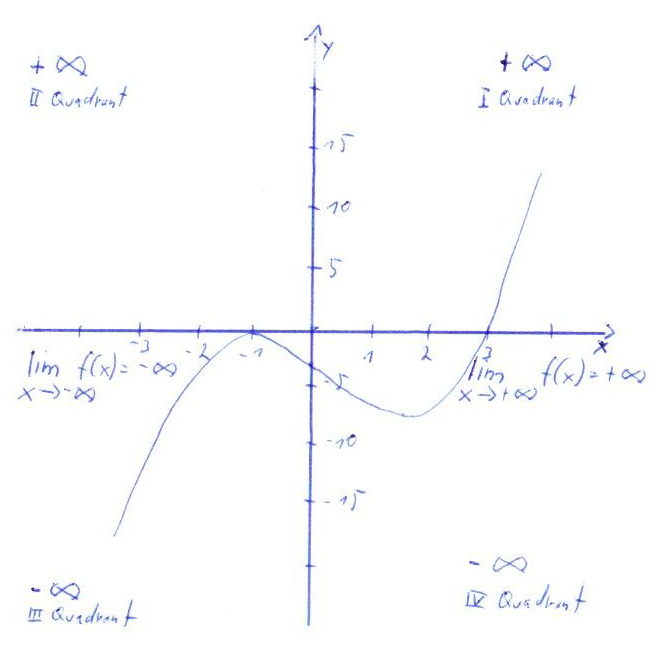 y
+ ∞
+ ∞
II Quadrant
I Quadrant
15
10
5
x
-3
-2
-1
1
2
3
lim f(x) = -∞
x→-∞
lim f(x) = +∞
x→+∞
-5
-10
-15
- ∞
- ∞
III Quadrant
IV Quadrant